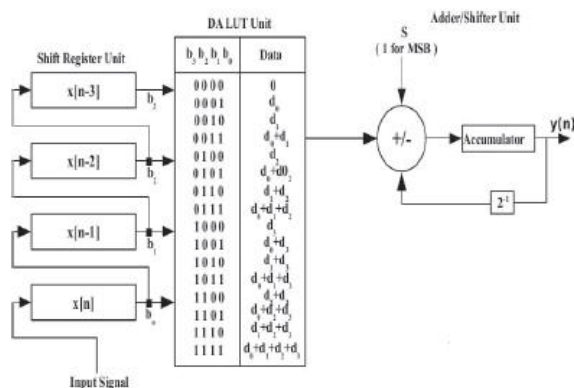 Adder/Shifter Unit
DA LUT Unit
S
( 1 for MSB )
Shift Register Unit
b₃ b₂ b₁ b₀ Data
0 0 0 0 0
0 0 0 1 d₀
0 0 1 0 d₁
0 0 1 1 d₀+d₁
0 1 0 0 d₂
0 1 0 1 d₀+d0₂
0 1 1 0 d₁+d₂
0 1 1 1 d₀+d₁+d₂
1 0 0 0 d₃
1 0 0 1 d₀+d₃
1 0 1 0 d₁+d₃
1 0 1 1 d₀+d₁+d₃
1 1 0 0 d₂+d₃
1 1 0 1 d₀+d₂+d₃
1 1 1 0 d₁+d₂+d₃
1 1 1 1 d₀+d₁+d₂+d₃
x[n-3]
x[n-2]
x[n-1]
b₁
x[n]
b₀
Input Signal
+/-
Accumulator
y(n)
2⁻¹